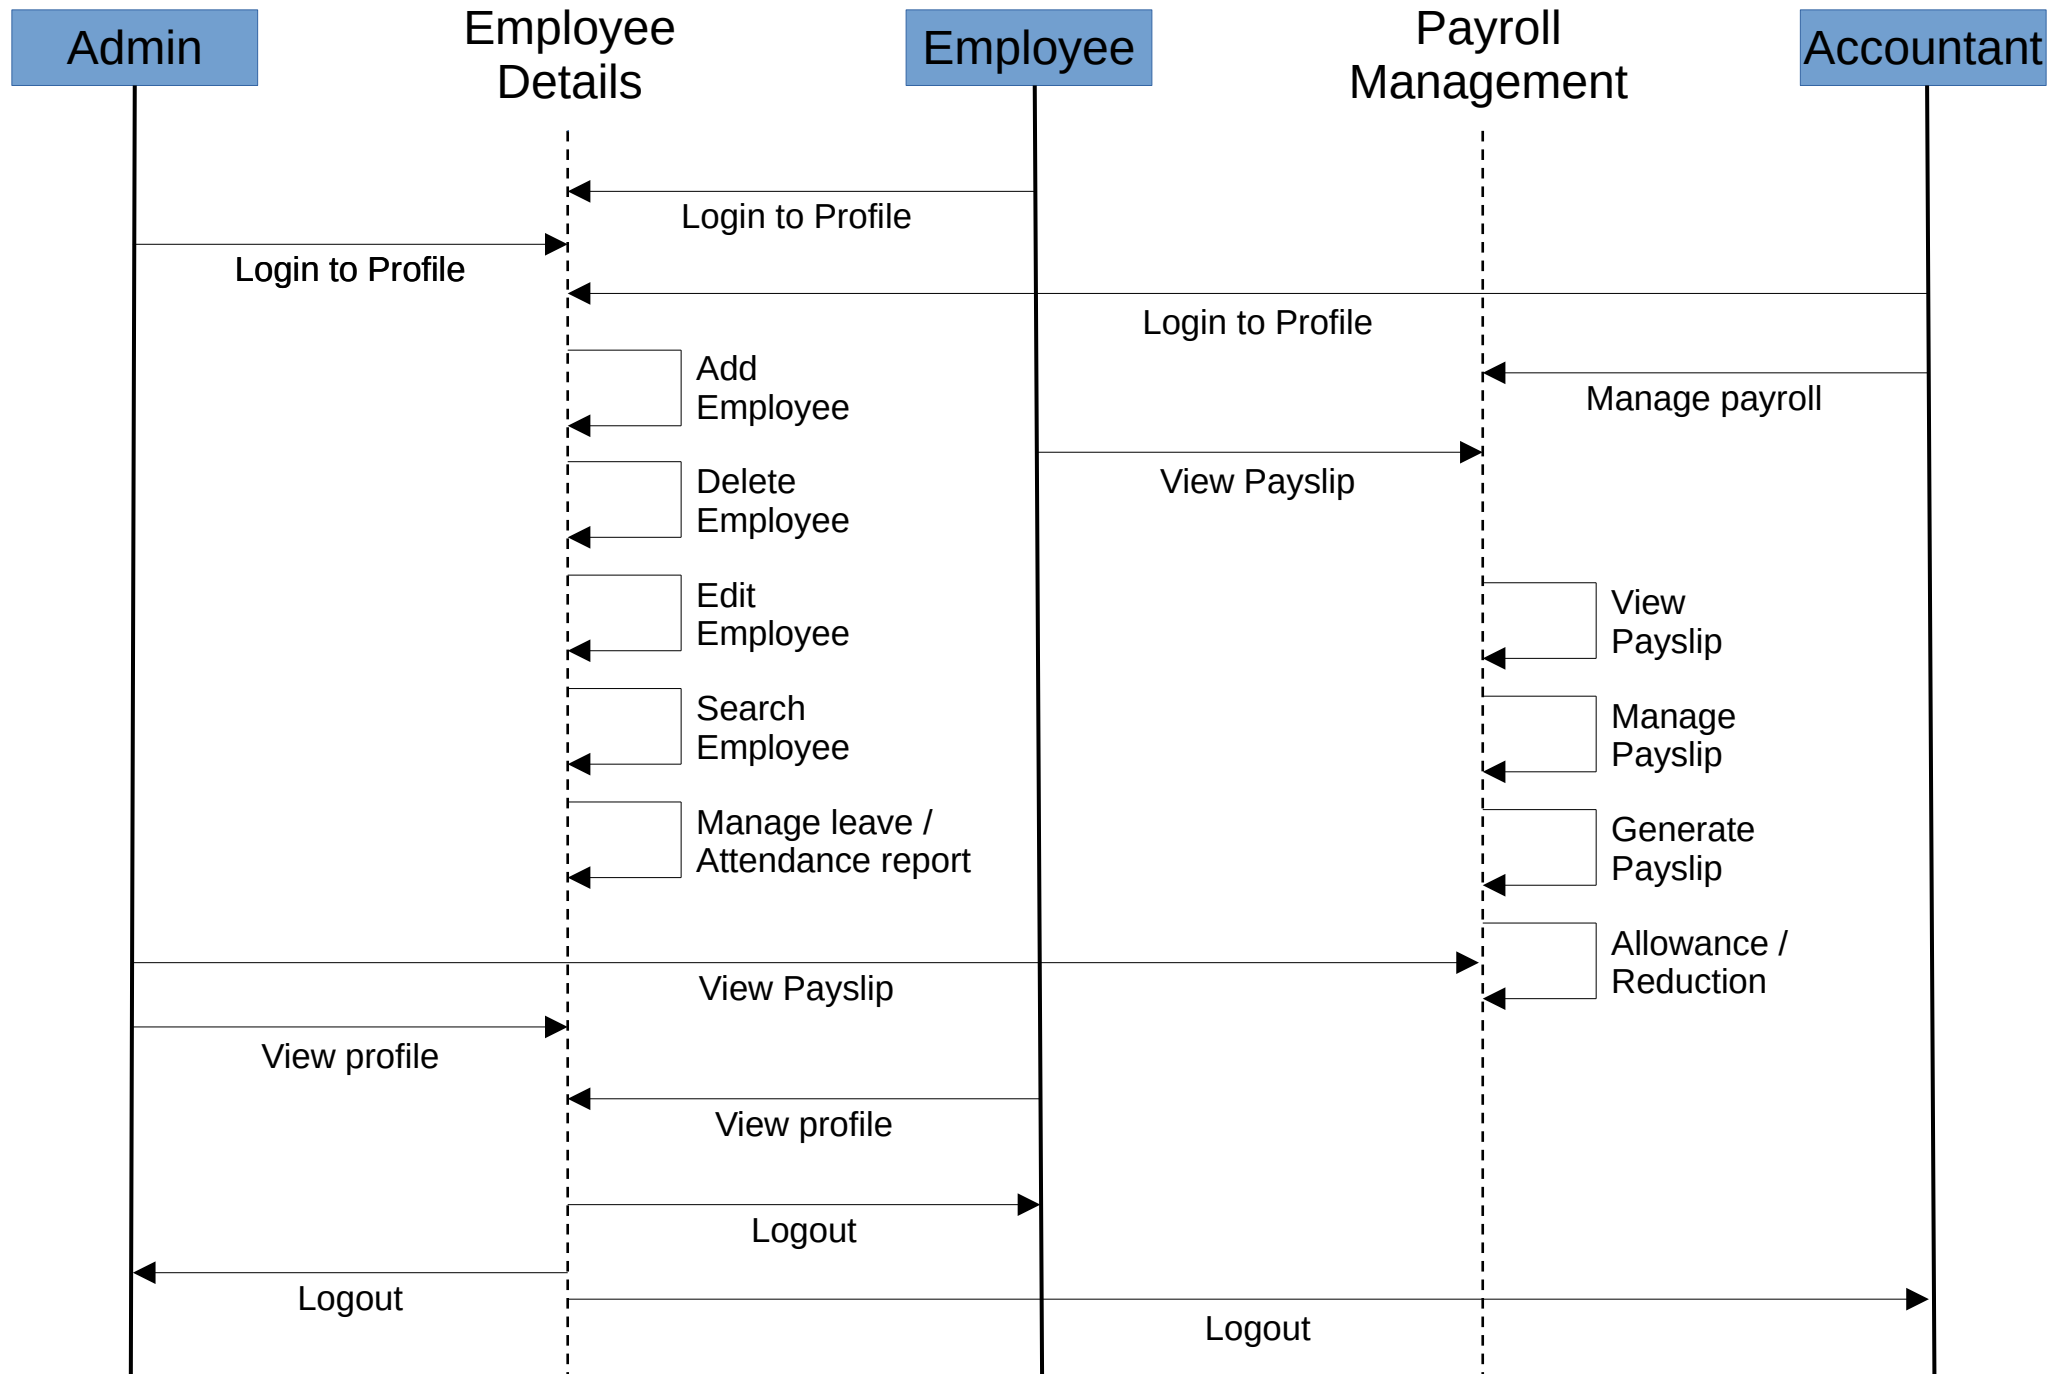 Admin
Employee
Details
Employee
Payroll
Management
Accountant
Login to Profile
Login to Profile
Login to Profile
Add
Employee
Manage payroll
View Payslip
Delete
Employee
Edit
Employee
View
Payslip
Search
Employee
Manage
Payslip
Manage leave /
Attendance report
Generate
Payslip
Allowance /
Reduction
View Payslip
View profile
View profile
Logout
Logout
Logout